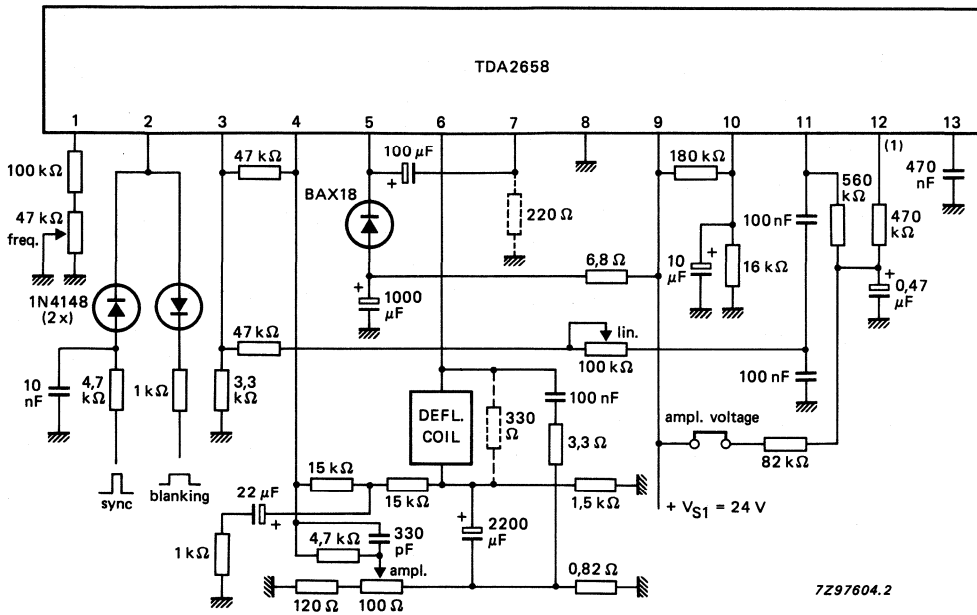 TDA2658
1 2 3 4 5 6 7 8 9 10 11 12 13
(1)
100 kΩ
47 kΩ
freq.
1N4148
(2x)
10
nF
4,7
kΩ
1 kΩ
sync
blanking
47 kΩ
47 kΩ
3,3
kΩ
BAX18
100 µF
+
220 Ω
+
1000
µF
6,8 Ω
180 kΩ
+
10
µF
16 kΩ
100 nF
560
kΩ
470
kΩ
470
nF
+
0,47
µF
lin.
100 kΩ
100 nF
DEFL.
COIL
330
Ω
100 nF
3,3 Ω
ampl. voltage
82 kΩ
15 kΩ
15 kΩ
1,5 kΩ
+ VS1 = 24 V
22 µF
+
1 kΩ
4,7 kΩ
330
pF
ampl.
+
2200
µF
120 Ω
100 Ω
0,82 Ω
7Z97604.2